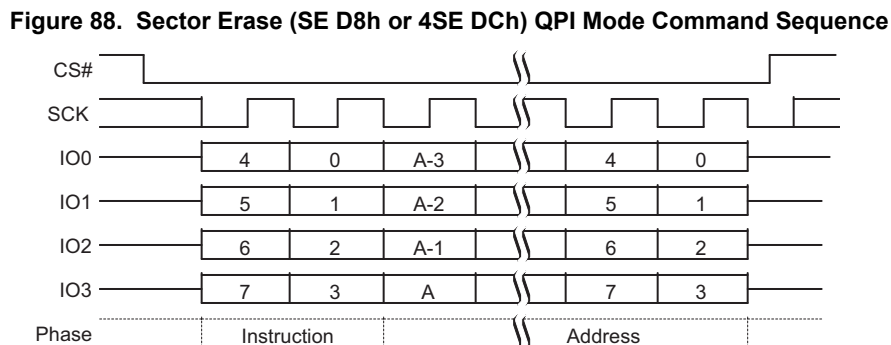 Figure 88. Sector Erase (SE D8h or 4SE DCh) QPI Mode Command Sequence
CS#
SCK
IO0 4 0 A-3 4 0
IO1 5 1 A-2 5 1
IO2 6 2 A-1 6 2
IO3 7 3 A 7 3
Phase Instruction Address